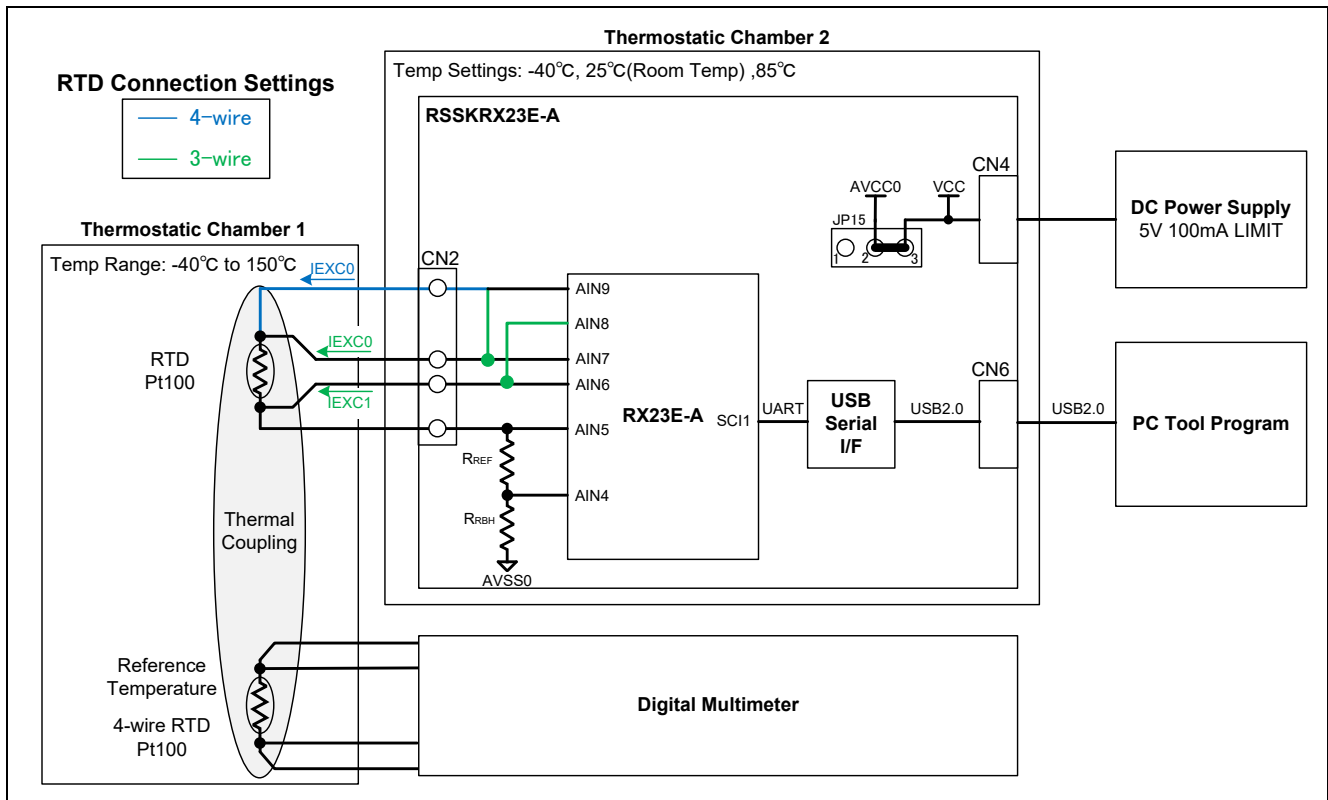 Thermostatic Chamber 2
Temp Settings: -40℃, 25℃(Room Temp) ,85℃
RTD Connection Settings
4-wire
3-wire
RSSKRX23E-A
CN4
AVCC0
VCC
JP15
1
2
3
DC Power Supply
5V 100mA LIMIT
Thermostatic Chamber 1
Temp Range: -40℃ to 150℃
IEXC0
CN2
AIN9
AIN8
IEXC0
AIN7
RTD
Pt100
IEXC1
AIN6
AIN5
RX23E-A
SCI1
UART
USB
Serial
I/F
USB2.0
CN6
USB2.0
PC Tool Program
RREF
AIN4
RRBH
AVSS0
Thermal
Coupling
Reference
Temperature
4-wire RTD
Pt100
Digital Multimeter